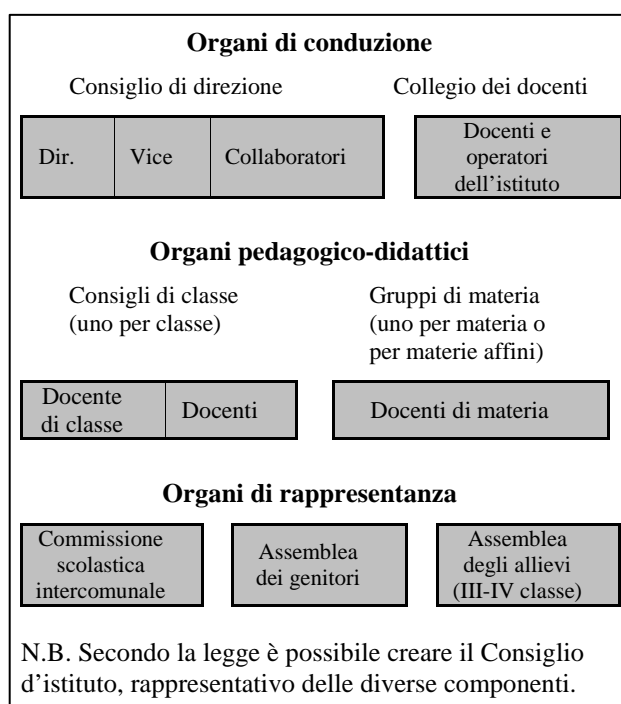 Organi di conduzione
Consiglio di direzione
Collegio dei docenti
Dir.
Vice
Collaboratori
Docenti e
operatori
dell'istituto
Organi pedagogico-didattici
Consigli di classe
(uno per classe)
Gruppi di materia
(uno per materia o
per materie affini)
Docente
di classe
Docenti
Docenti di materia
Organi di rappresentanza
Commissione
scolastica
intercomunale
Assemblea
dei genitori
Assemblea
degli allievi
(III-IV classe)
N.B. Secondo la legge è possibile creare il Consiglio
d'istituto, rappresentativo delle diverse componenti.